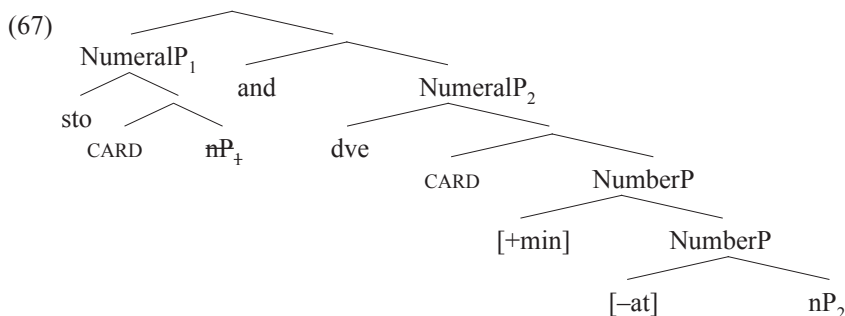 (67)
NumeralP₁
and
NumeralP₂
sto
CARD
nP₁
dve
CARD
NumberP
[+min]
NumberP
[–at]
nP₂